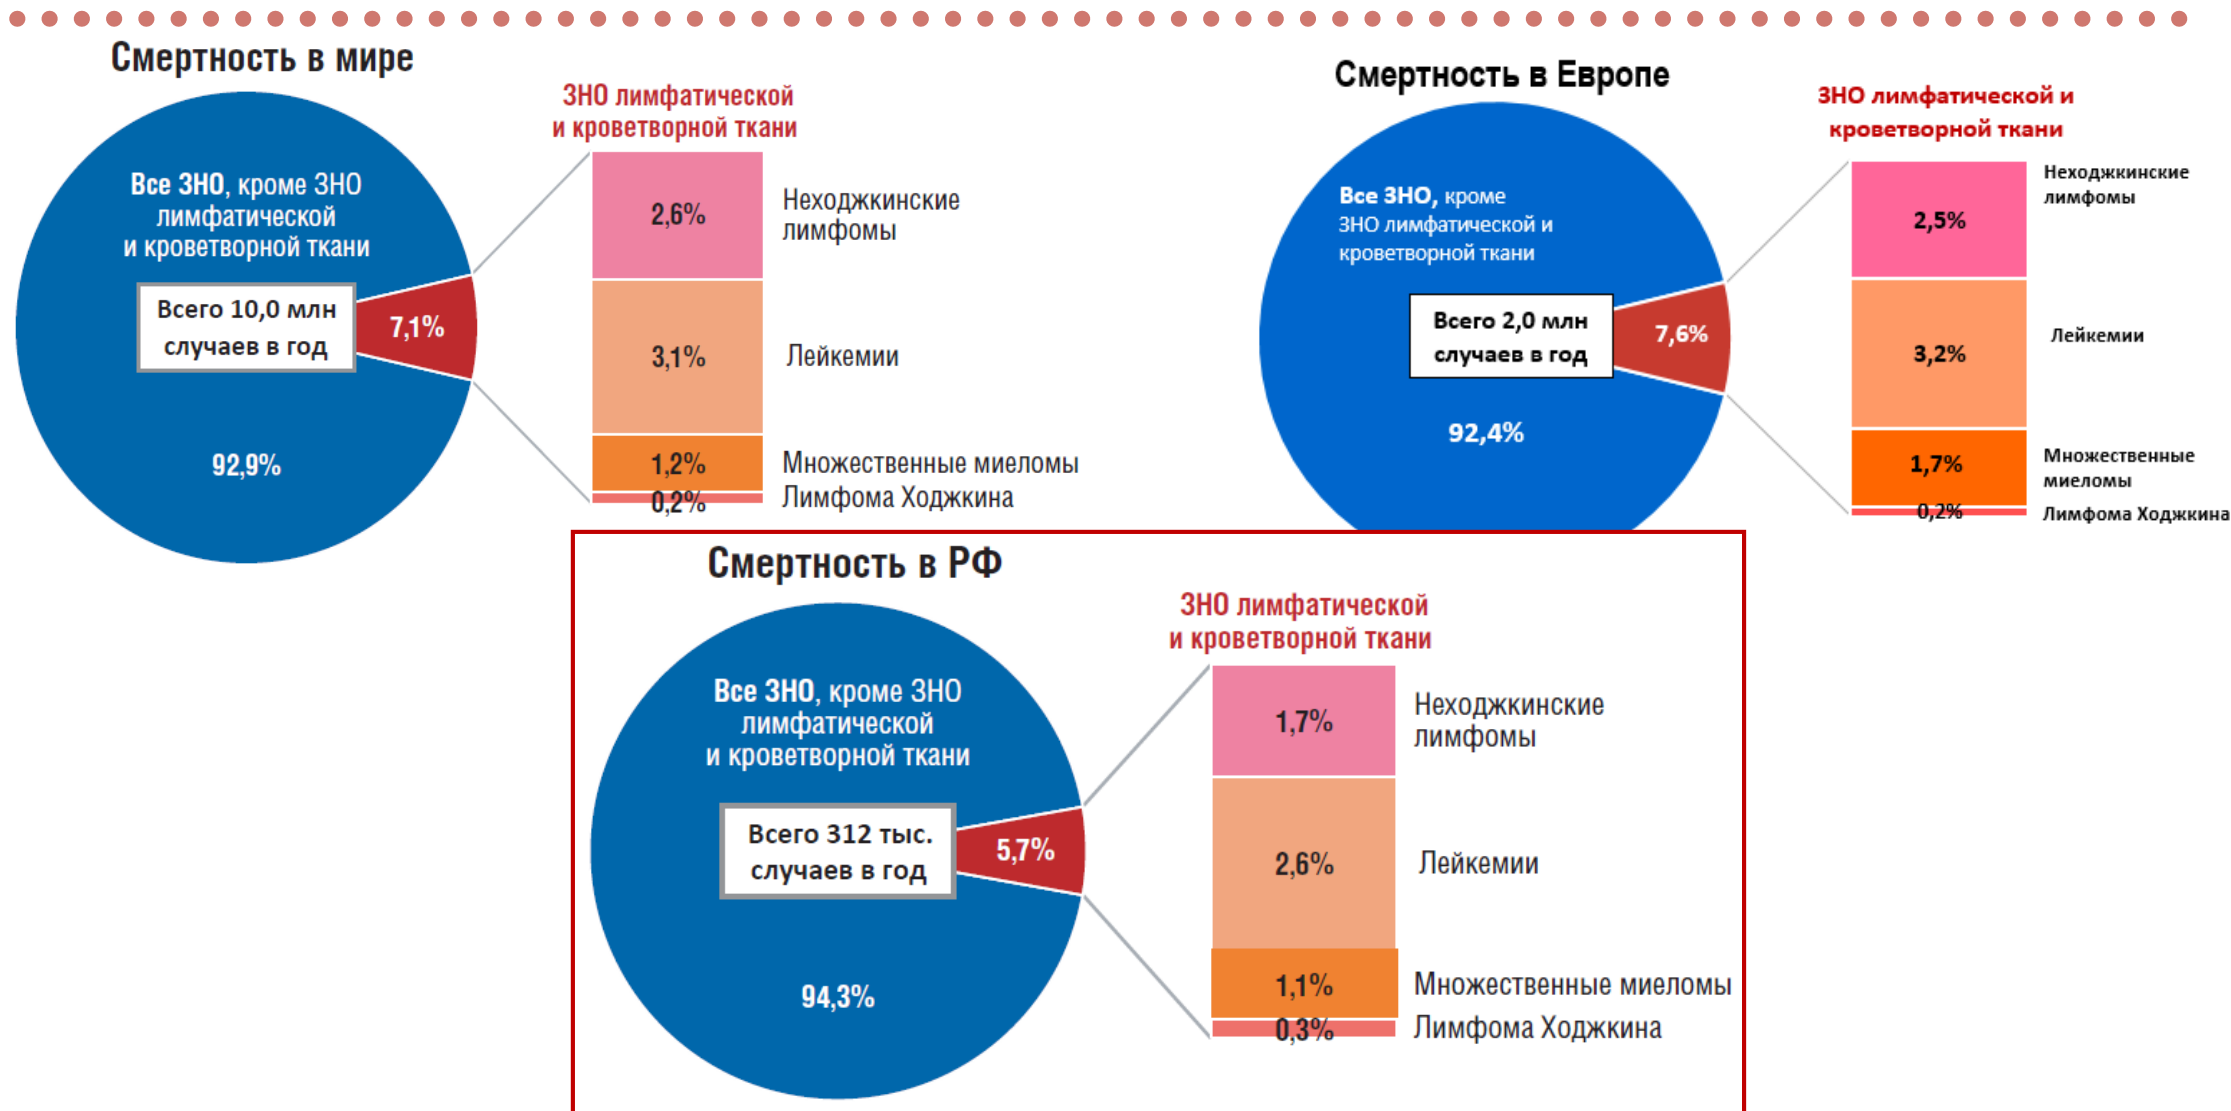 Смертность в мире
ЗНО лимфатической
и кроветворной ткани
Все ЗНО, кроме ЗНО
лимфатической
и кроветворной ткани
Всего 10,0 млн
случаев в год
7,1%
92,9%
2,6%
Неходжкинские
лимфомы
3,1%
Лейкемии
1,2%
Множественные миеломы
0,2%
Лимфома Ходжкина
Смертность в Европе
ЗНО лимфатической и
кроветворной ткани
Все ЗНО, кроме
ЗНО лимфатической и
кроветворной ткани
Всего 2,0 млн
случаев в год
7,6%
92,4%
Неходжкинские
лимфомы
2,5%
Лейкемии
3,2%
Множественные
миеломы
1,7%
0,2%
Лимфома Ходжкина
Смертность в РФ
ЗНО лимфатической
и кроветворной ткани
Все ЗНО, кроме ЗНО
лимфатической
и кроветворной ткани
Всего 312 тыс.
случаев в год
5,7%
94,3%
1,7%
Неходжкинские
лимфомы
2,6%
Лейкемии
1,1%
Множественные миеломы
0,3%
Лимфома Ходжкина